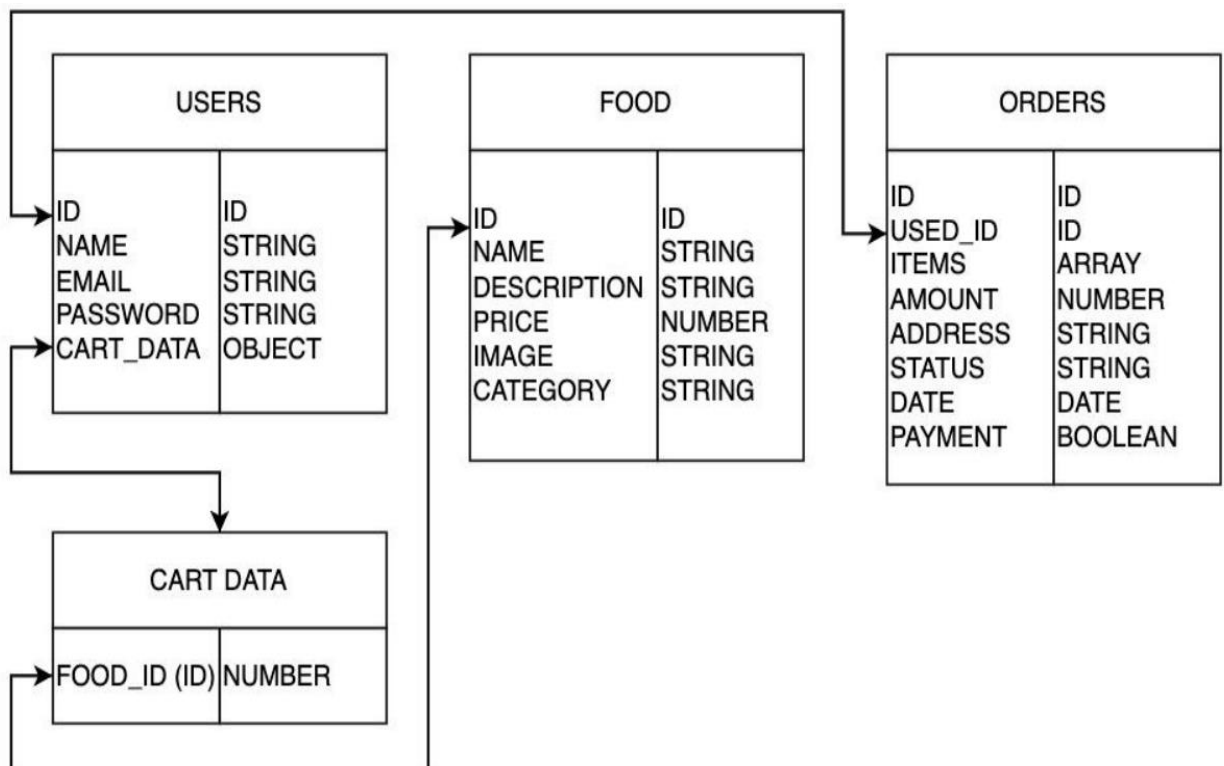 USERS
ID ID
NAME STRING
EMAIL STRING
PASSWORD STRING
CART_DATA OBJECT
FOOD
ID ID
NAME STRING
DESCRIPTION STRING
PRICE NUMBER
IMAGE STRING
CATEGORY STRING
ORDERS
ID ID
USED_ID ID
ITEMS ARRAY
AMOUNT NUMBER
ADDRESS STRING
STATUS STRING
DATE DATE
PAYMENT BOOLEAN
CART DATA
FOOD_ID (ID) NUMBER